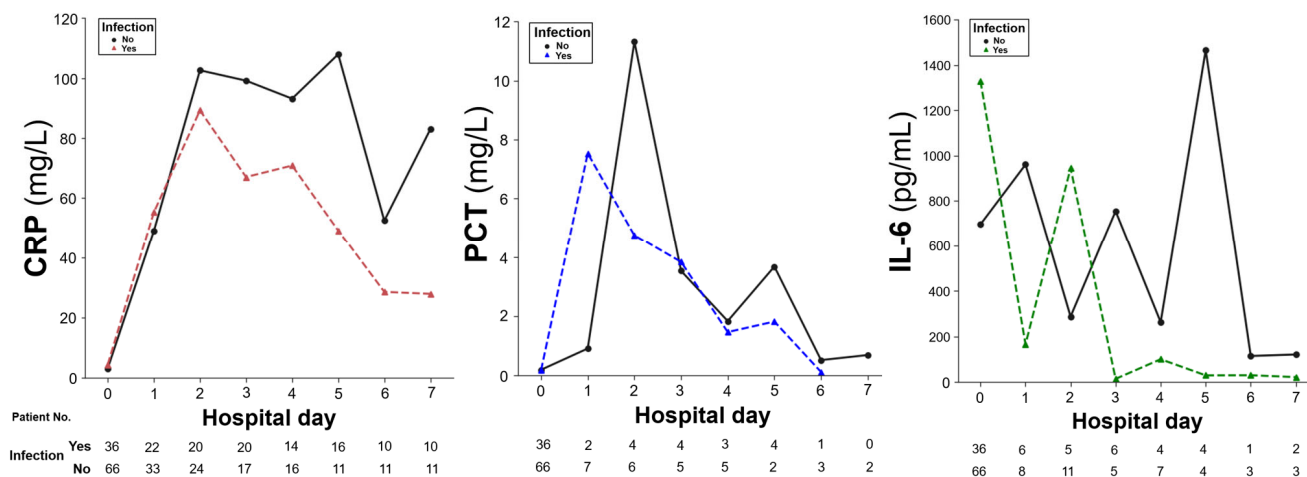 Infection
No
Yes
CRP (mg/L)
120
100
80
60
40
20
0
0 1 2 3 4 5 6 7
Hospital day
Infection
No
Yes
PCT (mg/L)
12
10
8
6
4
2
0
0 1 2 3 4 5 6 7
Hospital day
Infection
No
Yes
IL-6 (pg/mL)
1600
1400
1200
1000
800
600
400
200
0
0 1 2 3 4 5 6 7
Hospital day
Patient No.
Infection
Yes 36 22 20 20 14 16 10 10 36 2 4 4 3 4 1 0 36 6 5 6 4 4 1 2
No 66 33 24 17 16 11 11 11 66 7 6 5 5 2 3 2 66 8 11 5 7 4 3 3